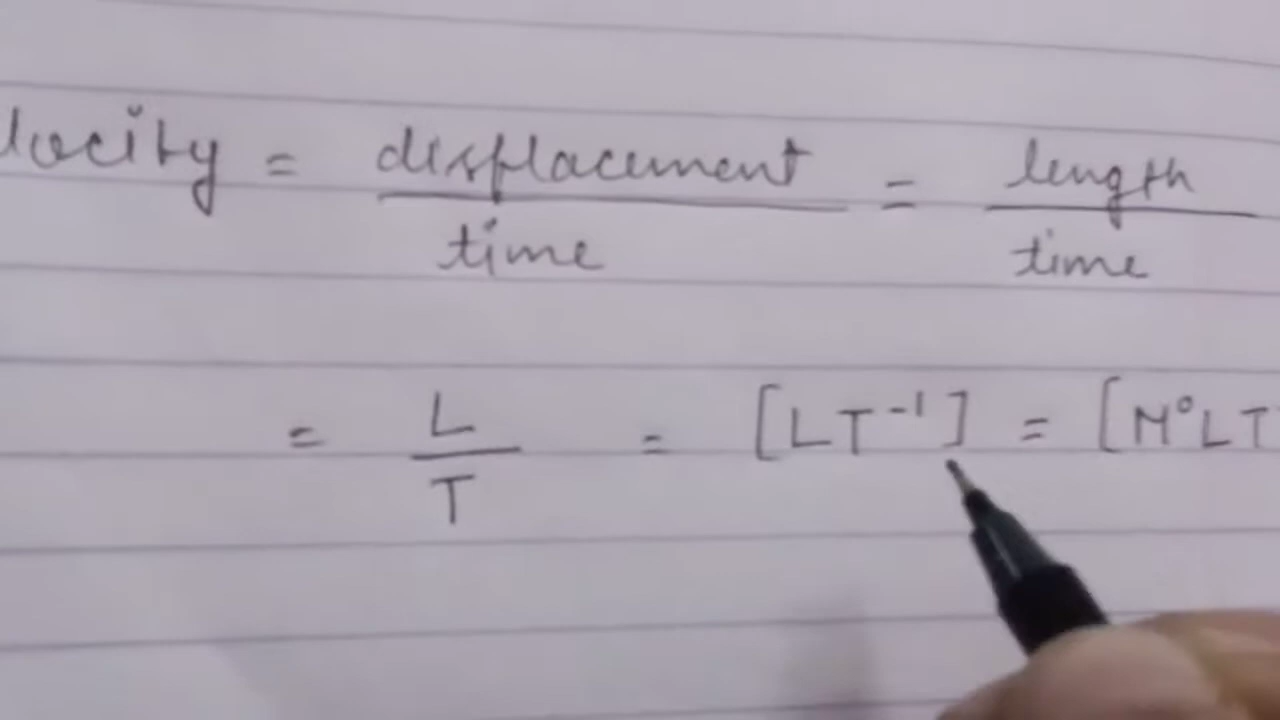 locity = displacement / time = length / time
= L / T = [LT⁻¹] = [M⁰LT